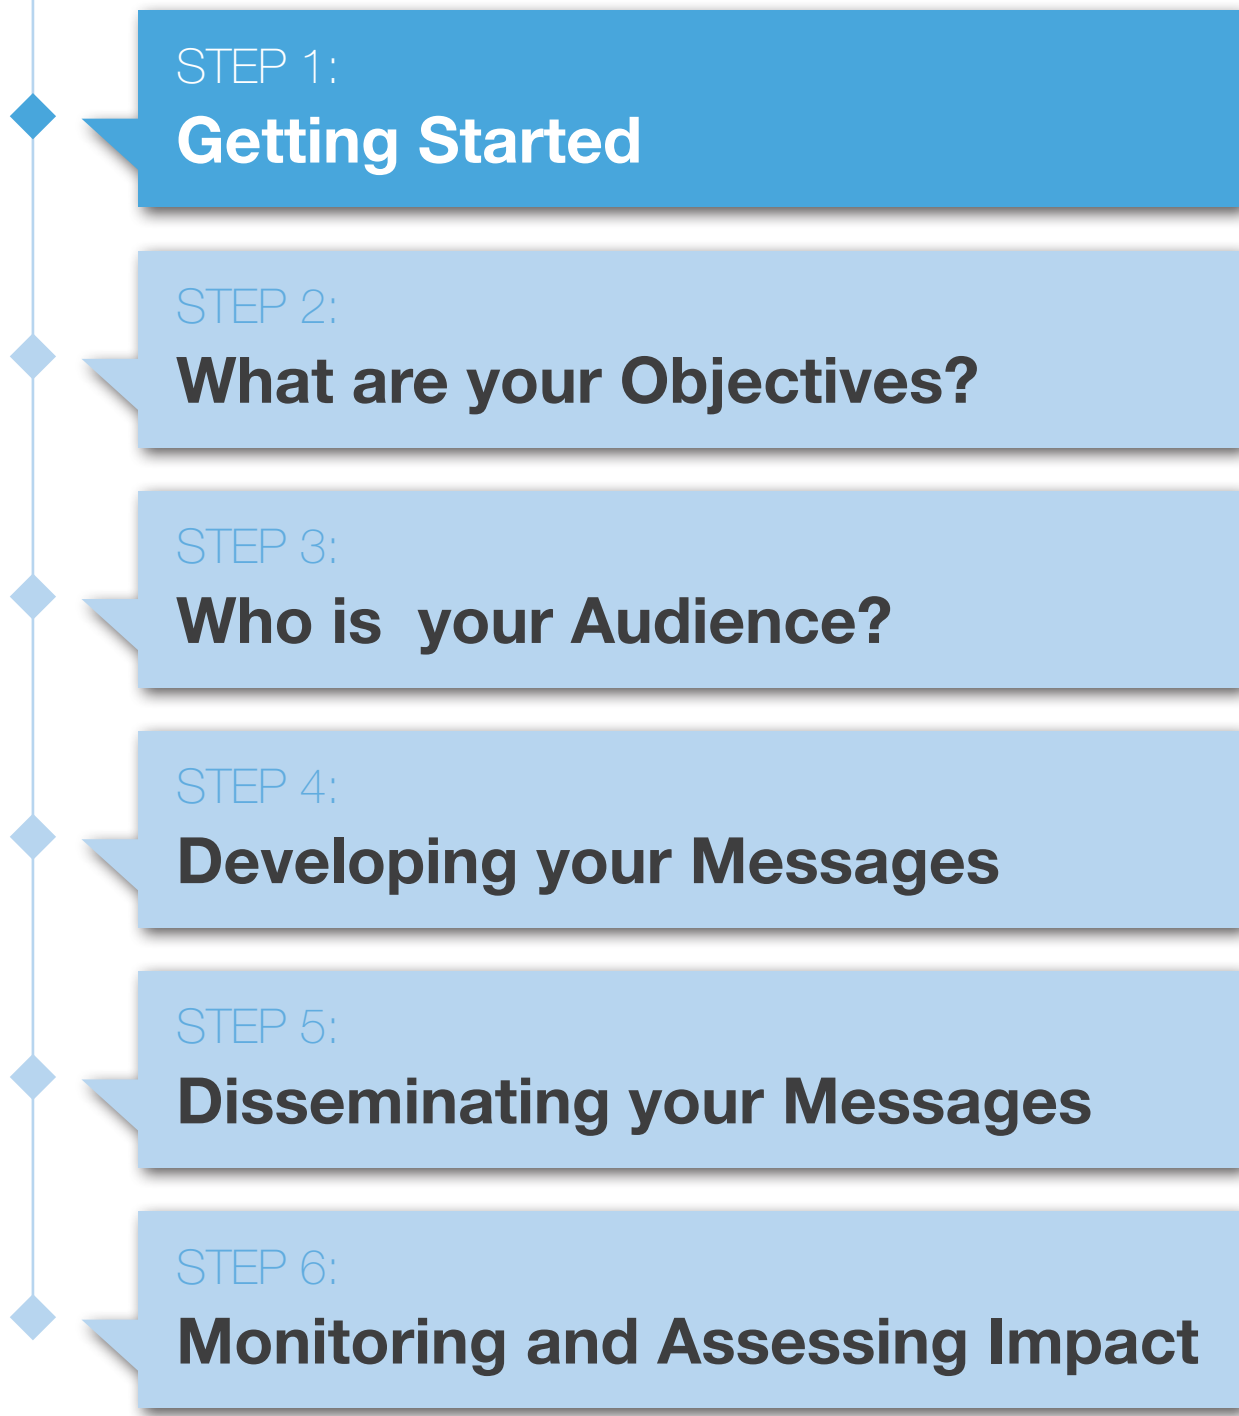 STEP 1:
Getting Started
STEP 2:
What are your Objectives?
STEP 3:
Who is  your Audience?
STEP 4:
Developing your Messages
STEP 5:
Disseminating your Messages
STEP 6:
Monitoring and Assessing Impact